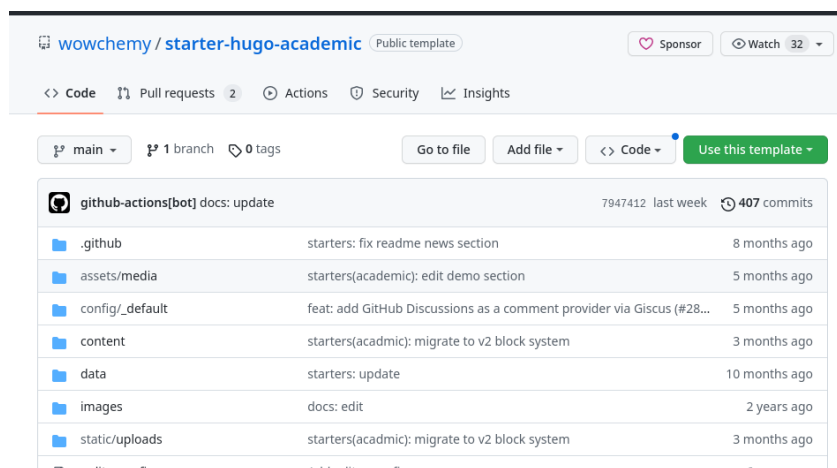 wowchemy / starter-hugo-academic Public template Sponsor Watch 32
<> Code Pull requests 2 Actions Security Insights
main 1 branch 0 tags Go to file Add file <> Code Use this template
github-actions[bot] docs: update 7947412 last week 407 commits
.github starters: fix readme news section 8 months ago
assets/media starters(academic): edit demo section 5 months ago
config/_default feat: add GitHub Discussions as a comment provider via Giscus (#28... 5 months ago
content starters(acadmic): migrate to v2 block system 3 months ago
data starters: update 10 months ago
images docs: edit 2 years ago
static/uploads starters(acadmic): migrate to v2 block system 3 months ago